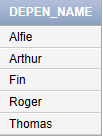 DEPEN_NAME
Alfie
Arthur
Fin
Roger
Thomas